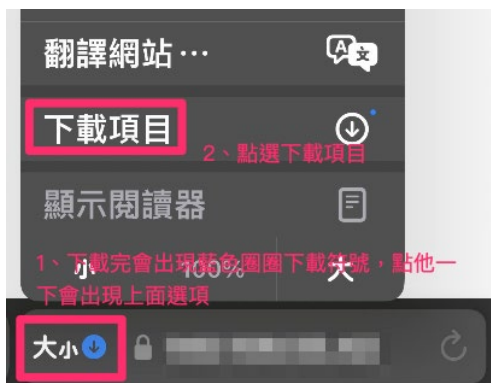 翻譯網站…
下載項目
2、點選下載項目
顯示閱讀器
小 100% 大
1、下載完會出現藍色圈圈下載符號，點他一
下會出現上面選項
大小